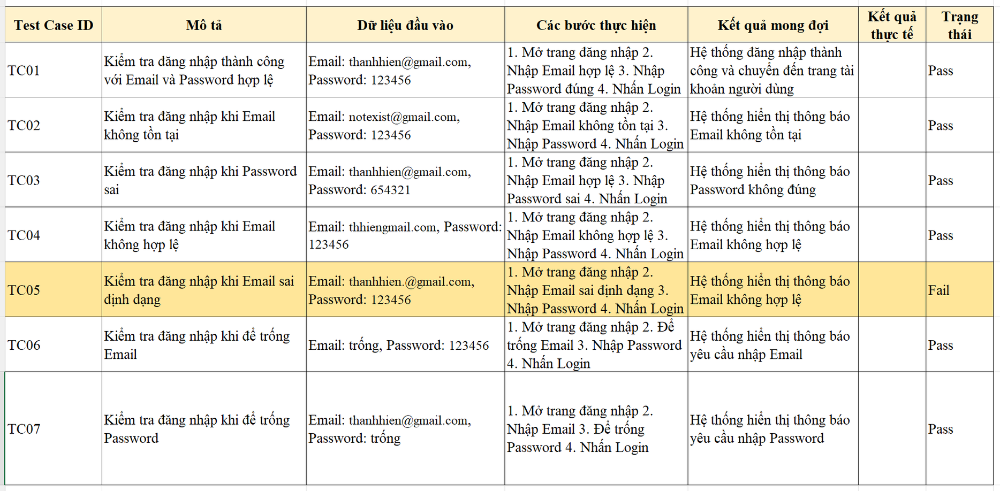 Test Case ID
Mô tả
Dữ liệu đầu vào
Các bước thực hiện
Kết quả mong đợi
Kết quả
thực tế
Trạng
thái
TC01
Kiểm tra đăng nhập thành công
với Email và Password hợp lệ
Email: thanhhien@gmail.com,
Password: 123456
1. Mở trang đăng nhập 2.
Nhập Email hợp lệ 3. Nhập
Password đúng 4. Nhấn Login
Hệ thống đăng nhập thành
công và chuyển đến trang tài
khoản người dùng
Pass
TC02
Kiểm tra đăng nhập khi Email
không tồn tại
Email: notexist@gmail.com,
Password: 123456
1. Mở trang đăng nhập 2.
Nhập Email không tồn tại 3.
Nhập Password 4. Nhấn Login
Hệ thống hiển thị thông báo
Email không tồn tại
Pass
TC03
Kiểm tra đăng nhập khi Password
sai
Email: thanhhien@gmail.com,
Password: 654321
1. Mở trang đăng nhập 2.
Nhập Email hợp lệ 3. Nhập
Password sai 4. Nhấn Login
Hệ thống hiển thị thông báo
Password không đúng
Pass
TC04
Kiểm tra đăng nhập khi Email
không hợp lệ
Email: thhiengmail.com, Password:
123456
1. Mở trang đăng nhập 2.
Nhập Email không hợp lệ 3.
Nhập Password 4. Nhấn Login
Hệ thống hiển thị thông báo
Email không hợp lệ
Pass
TC05
Kiểm tra đăng nhập khi Email sai
định dạng
Email: thanhhien.@gmail.com,
Password: 123456
1. Mở trang đăng nhập 2.
Nhập Email sai định dạng 3.
Nhập Password 4. Nhấn Login
Hệ thống hiển thị thông báo
Email không hợp lệ
Fail
TC06
Kiểm tra đăng nhập khi để trống
Email
Email: trống, Password: 123456
1. Mở trang đăng nhập 2. Để
trống Email 3. Nhập Password
4. Nhấn Login
Hệ thống hiển thị thông báo
yêu cầu nhập Email
Pass
TC07
Kiểm tra đăng nhập khi để trống
Password
Email: thanhhien@gmail.com,
Password: trống
1. Mở trang đăng nhập 2.
Nhập Email 3. Để trống
Password 4. Nhấn Login
Hệ thống hiển thị thông báo
yêu cầu nhập Password
Pass